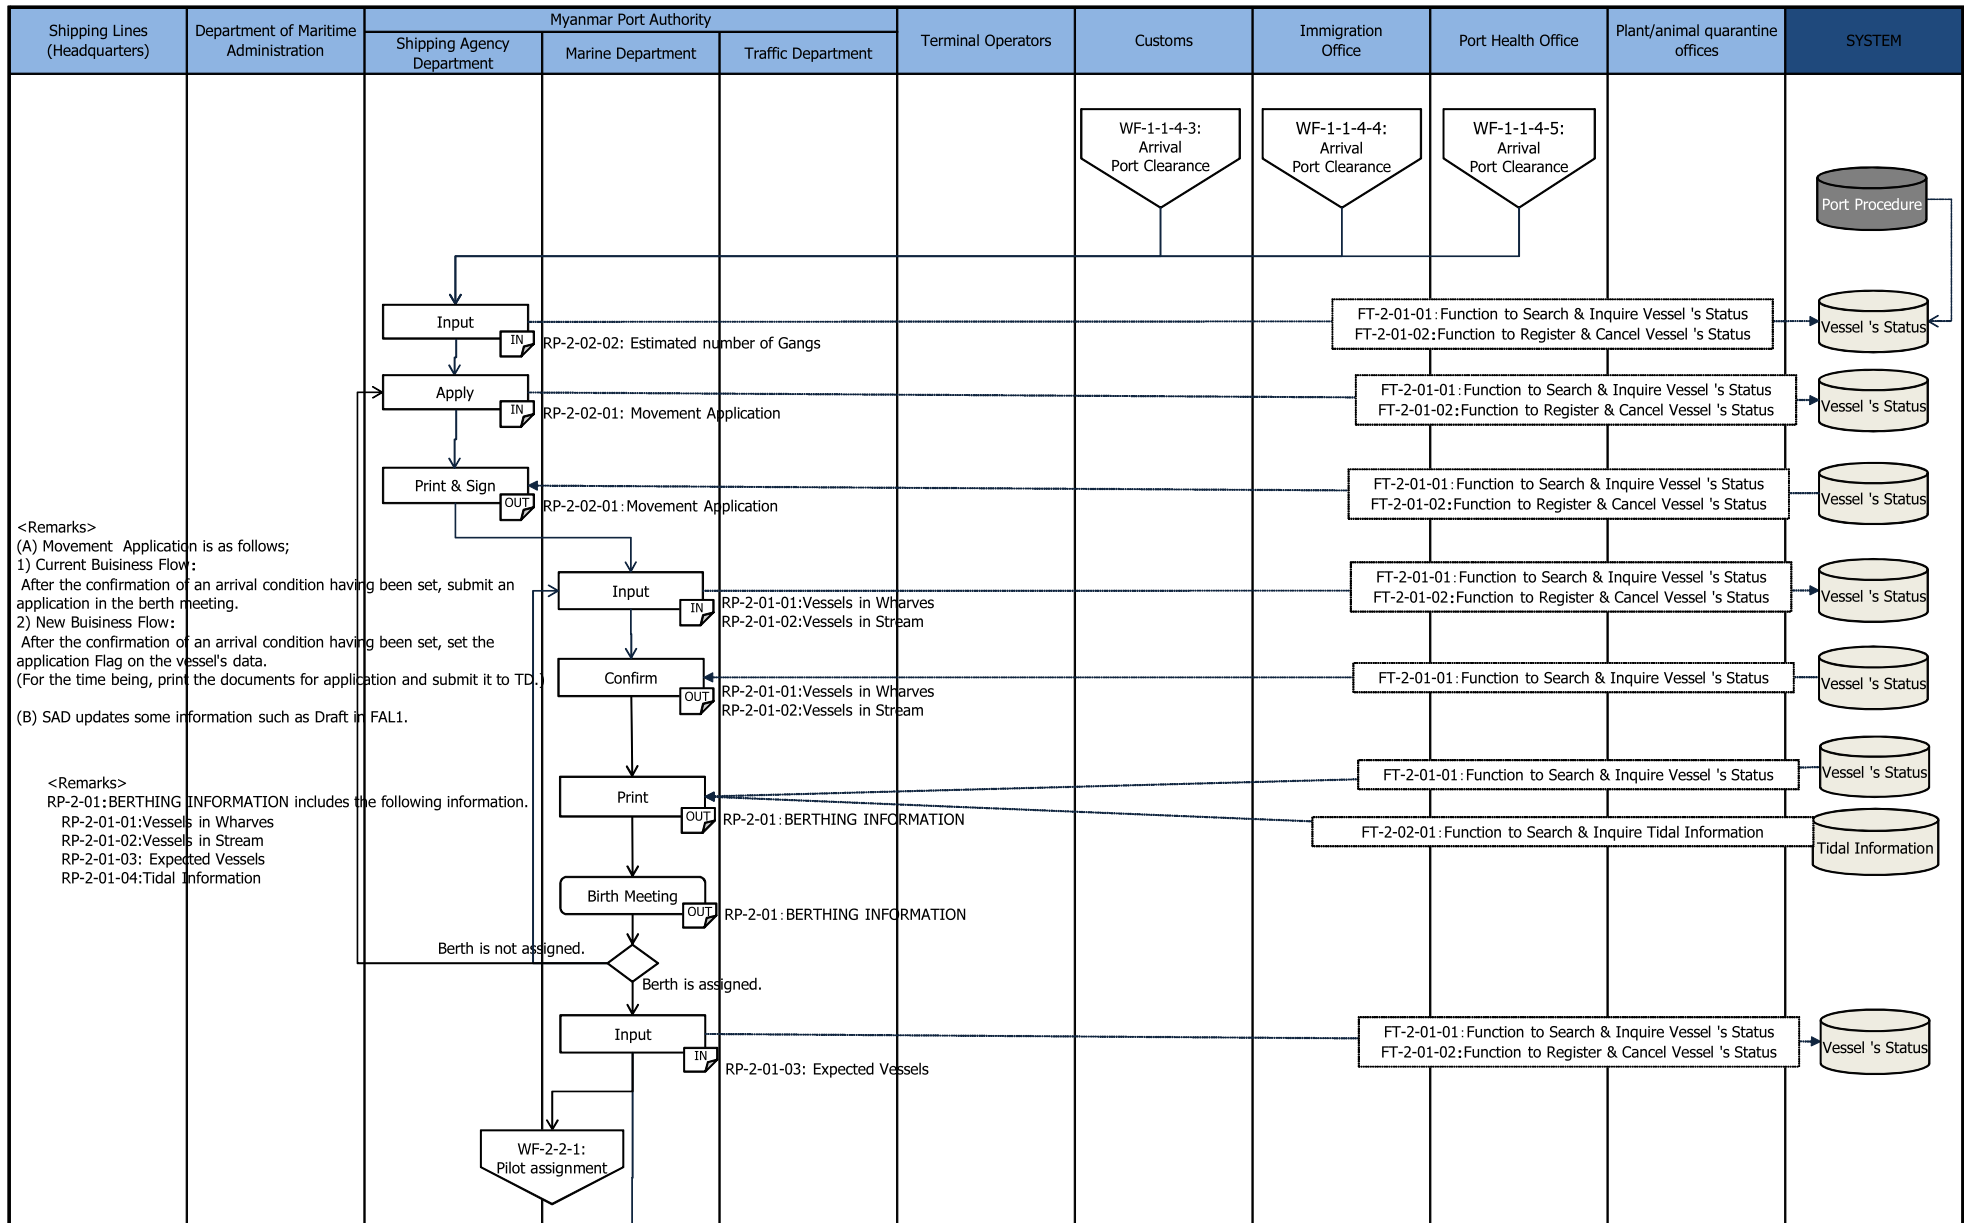 Shipping Lines
(Headquarters)
Department of Maritime
Administration
Myanmar Port Authority
Shipping Agency
Department
Marine Department
Traffic Department
Terminal Operators
Customs
Immigration
Office
Port Health Office
Plant/animal quarantine
offices
SYSTEM
WF-1-1-4-3:
Arrival
Port Clearance
WF-1-1-4-4:
Arrival
Port Clearance
WF-1-1-4-5:
Arrival
Port Clearance
Port Procedure
Input
IN
RP-2-02-02: Estimated number of Gangs
FT-2-01-01:Function to Search & Inquire Vessel 's Status
FT-2-01-02:Function to Register & Cancel Vessel 's Status
Vessel 's Status
Apply
IN
RP-2-02-01: Movement Application
FT-2-01-01:Function to Search & Inquire Vessel 's Status
FT-2-01-02:Function to Register & Cancel Vessel 's Status
Vessel 's Status
Print & Sign
OUT
RP-2-02-01:Movement Application
FT-2-01-01:Function to Search & Inquire Vessel 's Status
FT-2-01-02:Function to Register & Cancel Vessel 's Status
Vessel 's Status
<Remarks>
(A) Movement  Application is as follows;
1) Current Buisiness Flow:
After the confirmation of an arrival condition having been set, submit an
application in the berth meeting.
2) New Buisiness Flow:
After the confirmation of an arrival condition having been set, set the
application Flag on the vessel's data.
(For the time being, print the documents for application and submit it to TD.)
(B) SAD updates some information such as Draft in FAL1.
Input
IN
RP-2-01-01:Vessels in Wharves
RP-2-01-02:Vessels in Stream
FT-2-01-01:Function to Search & Inquire Vessel 's Status
FT-2-01-02:Function to Register & Cancel Vessel 's Status
Vessel 's Status
Confirm
OUT
RP-2-01-01:Vessels in Wharves
RP-2-01-02:Vessels in Stream
FT-2-01-01:Function to Search & Inquire Vessel 's Status
Vessel 's Status
<Remarks>
RP-2-01:BERTHING INFORMATION includes the following information.
RP-2-01-01:Vessels in Wharves
RP-2-01-02:Vessels in Stream
RP-2-01-03: Expected Vessels
RP-2-01-04:Tidal Information
Print
OUT
RP-2-01:BERTHING INFORMATION
FT-2-01-01:Function to Search & Inquire Vessel 's Status
Vessel 's Status
FT-2-02-01:Function to Search & Inquire Tidal Information
Tidal Information
Birth Meeting
OUT
RP-2-01:BERTHING INFORMATION
Berth is not assigned.
Berth is assigned.
Input
IN
RP-2-01-03: Expected Vessels
FT-2-01-01:Function to Search & Inquire Vessel 's Status
FT-2-01-02:Function to Register & Cancel Vessel 's Status
Vessel 's Status
WF-2-2-1:
Pilot assignment